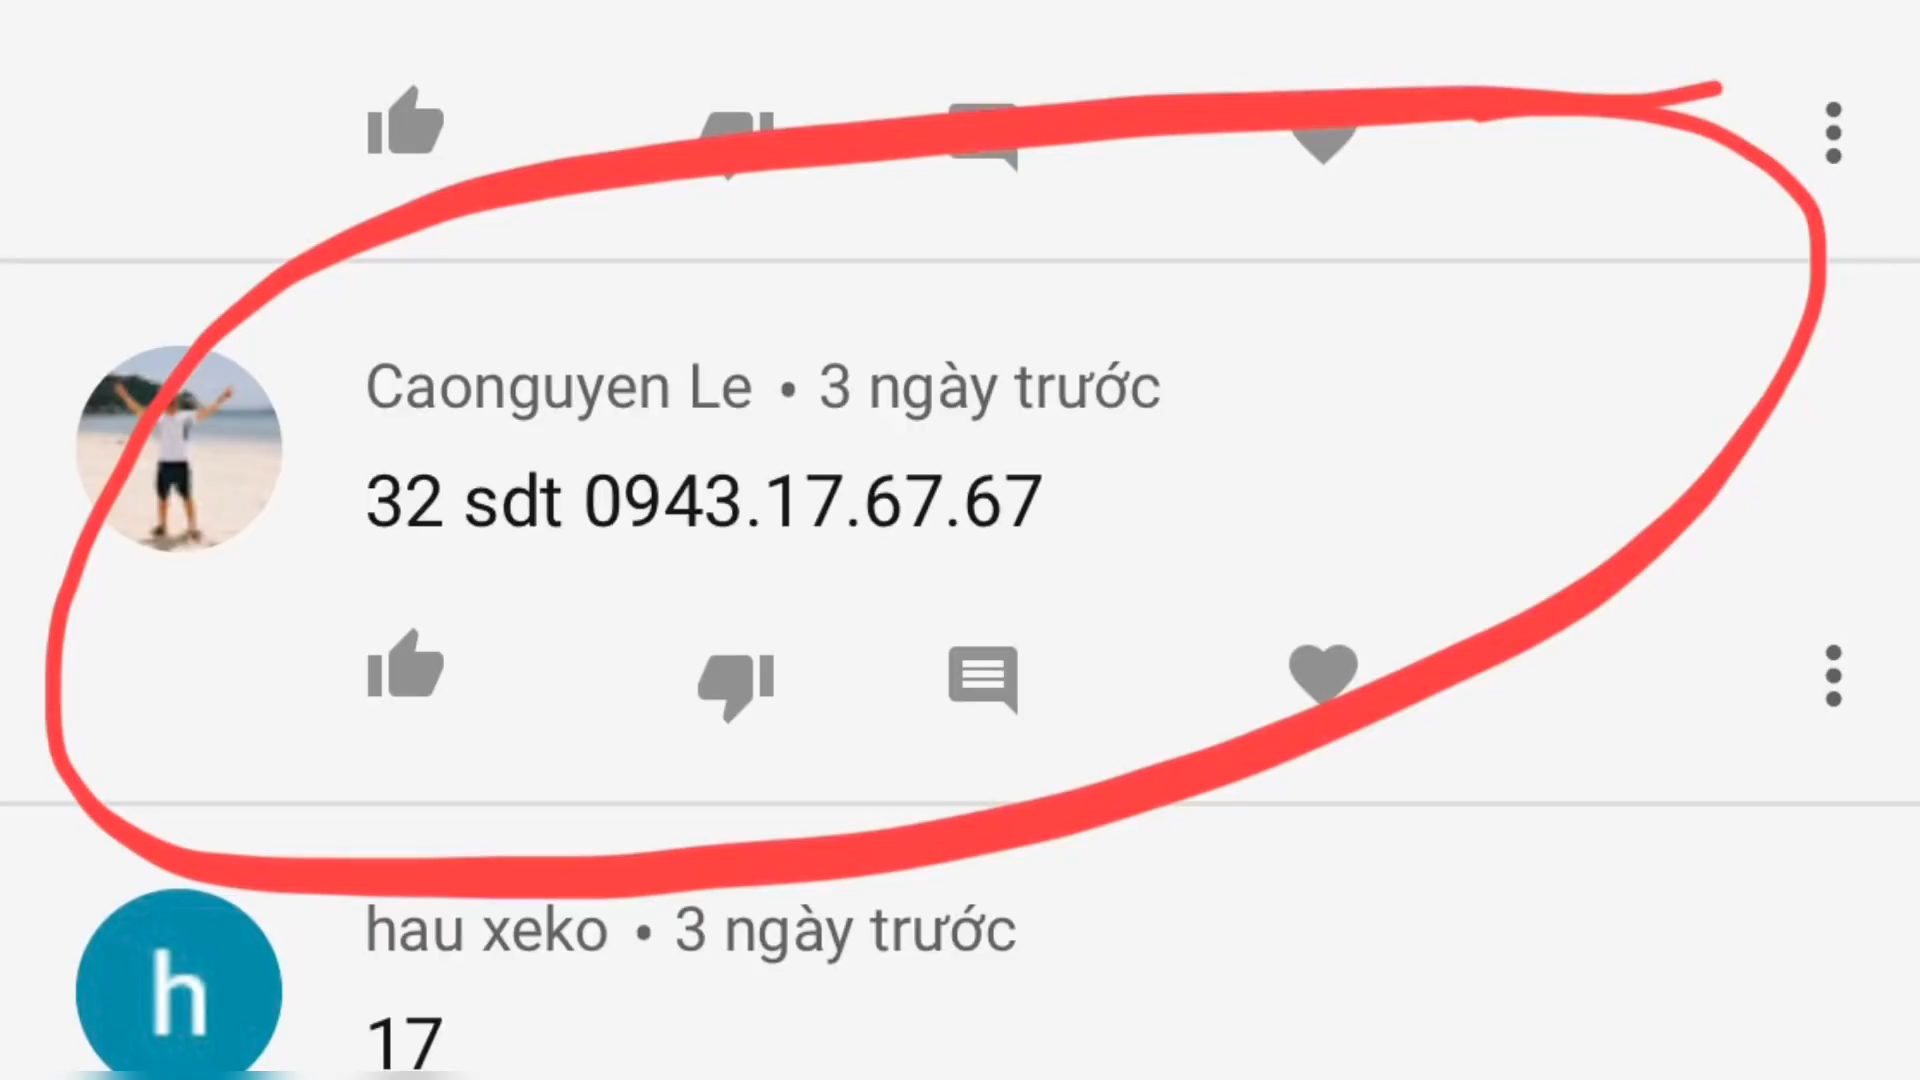 Caonguyen Le • 3 ngày trước
32 sdt 0943.17.67.67
h
hau xeko • 3 ngày trước
17